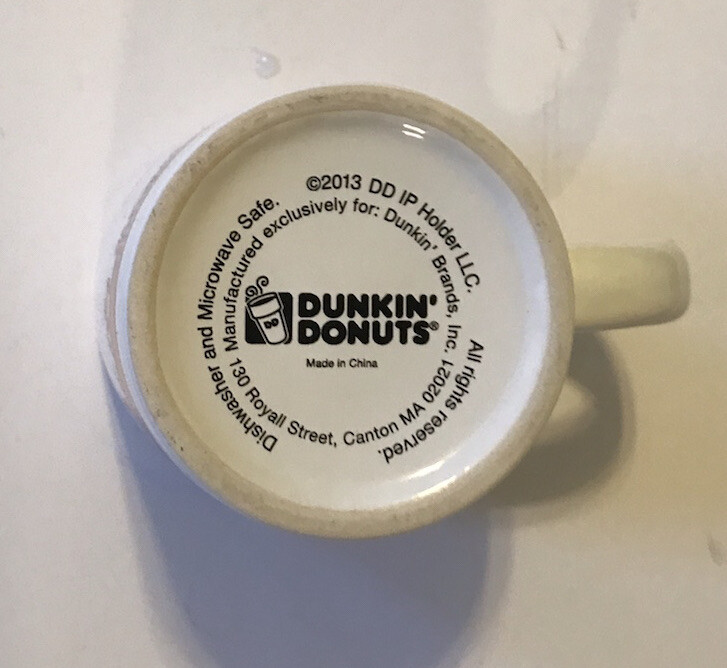 Dishwasher and Microwave Safe. ©2013 DD IP Holder LLC. All rights reserved.
Manufactured exclusively for: Dunkin' Brands, Inc.
130 Royall Street, Canton MA 02021
DD
DUNKIN'
DONUTS®
Made in China